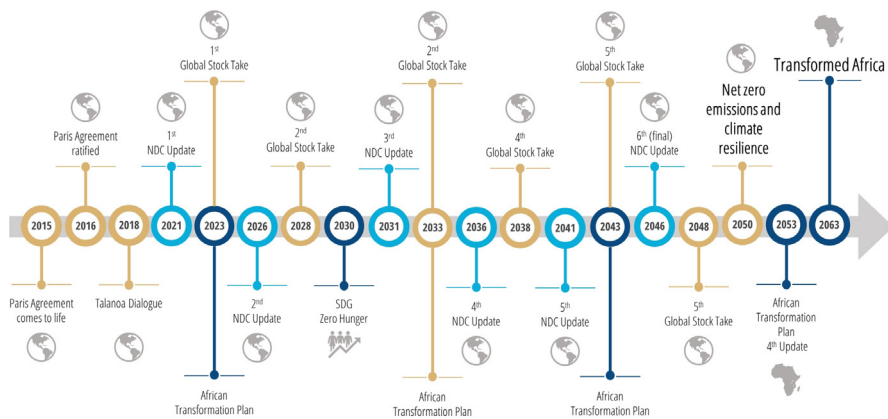 1st
Global Stock Take
2nd
Global Stock Take
5th
Global Stock Take
Transformed Africa
Paris Agreement
ratified
1st
NDC Update
2nd
Global Stock Take
3rd
NDC Update
4th
Global Stock Take
6th (final)
NDC Update
Net zero
emissions and
climate
resilience
2015
2016
2018
2021
2023
2026
2028
2030
2031
2033
2036
2038
2041
2043
2046
2048
2050
2053
2063
Paris Agreement
comes to life
Talanoa Dialogue
2nd
NDC Update
SDG
Zero Hunger
4th
NDC Update
5th
NDC Update
5th
Global Stock Take
African
Transformation
Plan
4th Update
African
Transformation Plan
African
Transformation Plan
African
Transformation Plan